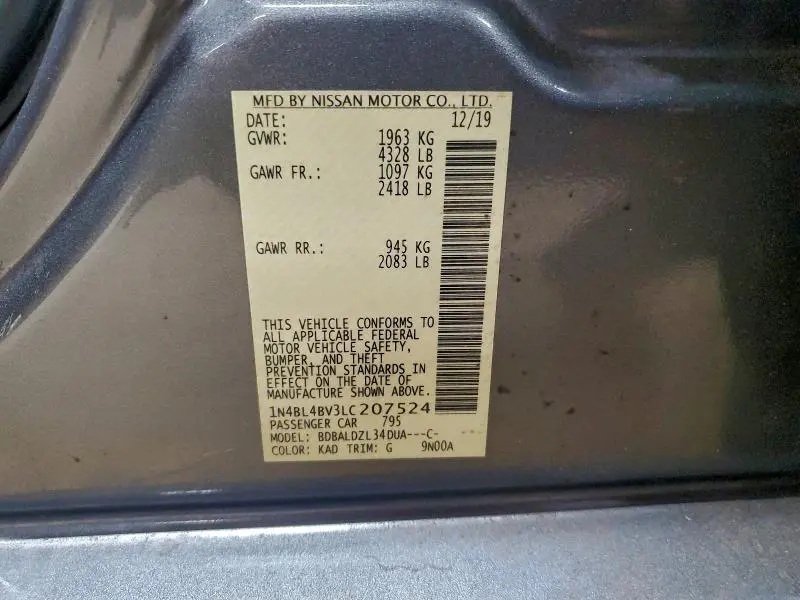 MFD BY NISSAN MOTOR CO., LTD.
DATE: 12/19
GVWR: 1963 KG
4328 LB
GAWR FR.: 1097 KG
2418 LB
GAWR RR.: 945 KG
2083 LB
THIS VEHICLE CONFORMS TO
ALL APPLICABLE FEDERAL
MOTOR VEHICLE SAFETY,
BUMPER, AND THEFT
PREVENTION STANDARDS IN
EFFECT ON THE DATE OF
MANUFACTURE SHOWN ABOVE.
1N4BL4BV3LC207524
PASSENGER CAR 795
MODEL: BDBALDZL34DUA---C-
COLOR: KAD TRIM: G 9N00A